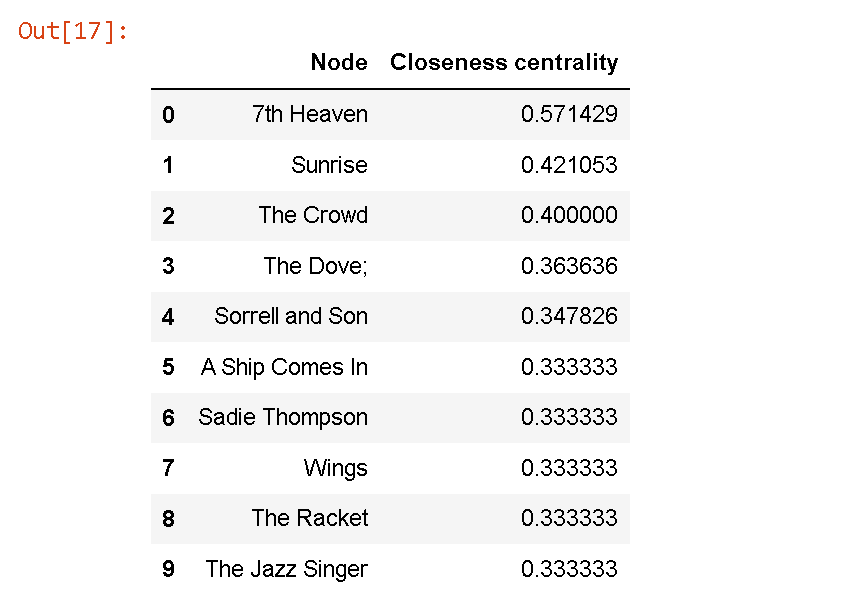 Out[17]:
Node Closeness centrality
0 7th Heaven 0.571429
1 Sunrise 0.421053
2 The Crowd 0.400000
3 The Dove; 0.363636
4 Sorrell and Son 0.347826
5 A Ship Comes In 0.333333
6 Sadie Thompson 0.333333
7 Wings 0.333333
8 The Racket 0.333333
9 The Jazz Singer 0.333333